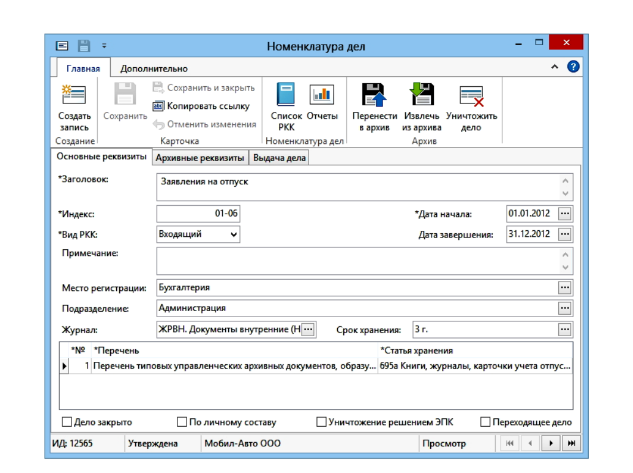 Номенклатура дел
Главная Дополнительно
Создать запись
Сохранить
Сохранить и закрыть
Копировать ссылку
Отменить изменения
Список РКК
Отчеты
Перенести в архив
Извлечь из архива
Уничтожить дело
Создание Карточка Номенклатура дел Архив
Основные реквизиты Архивные реквизиты Выдача дела
*Заголовок: Заявления на отпуск
*Индекс: 01-06 *Дата начала: 01.01.2012
*Вид РКК: Входящий Дата завершения: 31.12.2012
Примечание:
Место регистрации: Бухгалтерия
Подразделение: Администрация
Журнал: ЖРВН. Документы внутренние (Н Срок хранения: 3 г.
*№ *Перечень *Статья хранения
1 Перечень типовых управленческих архивных документов, образу... 695а Книги, журналы, карточки учета отпус...
Дело закрыто По личному составу Уничтожение решением ЭПК Переходящее дело
ИД: 12565 Утверждена Мобил-Авто ООО Просмотр